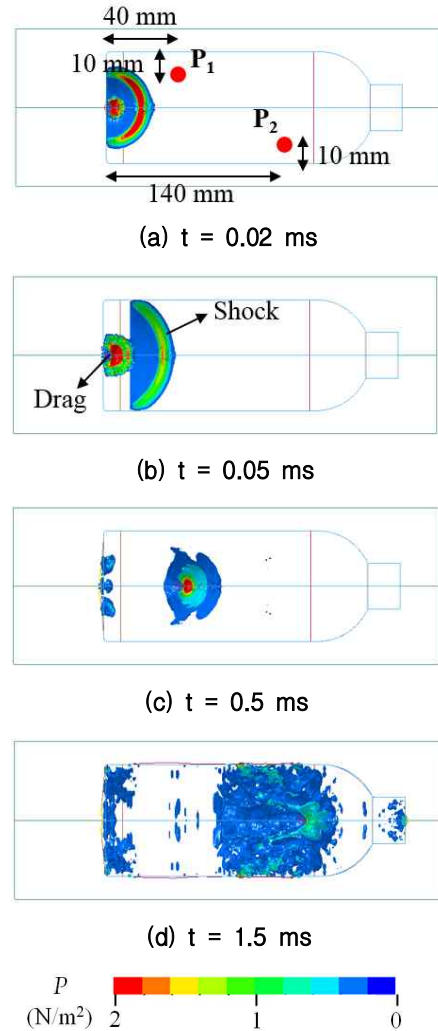 40 mm
10 mm
P1
P2
10 mm
140 mm
(a) t = 0.02 ms
Shock
Drag
(b) t = 0.05 ms
(c) t = 0.5 ms
(d) t = 1.5 ms
P
(N/m²)
2
1
0